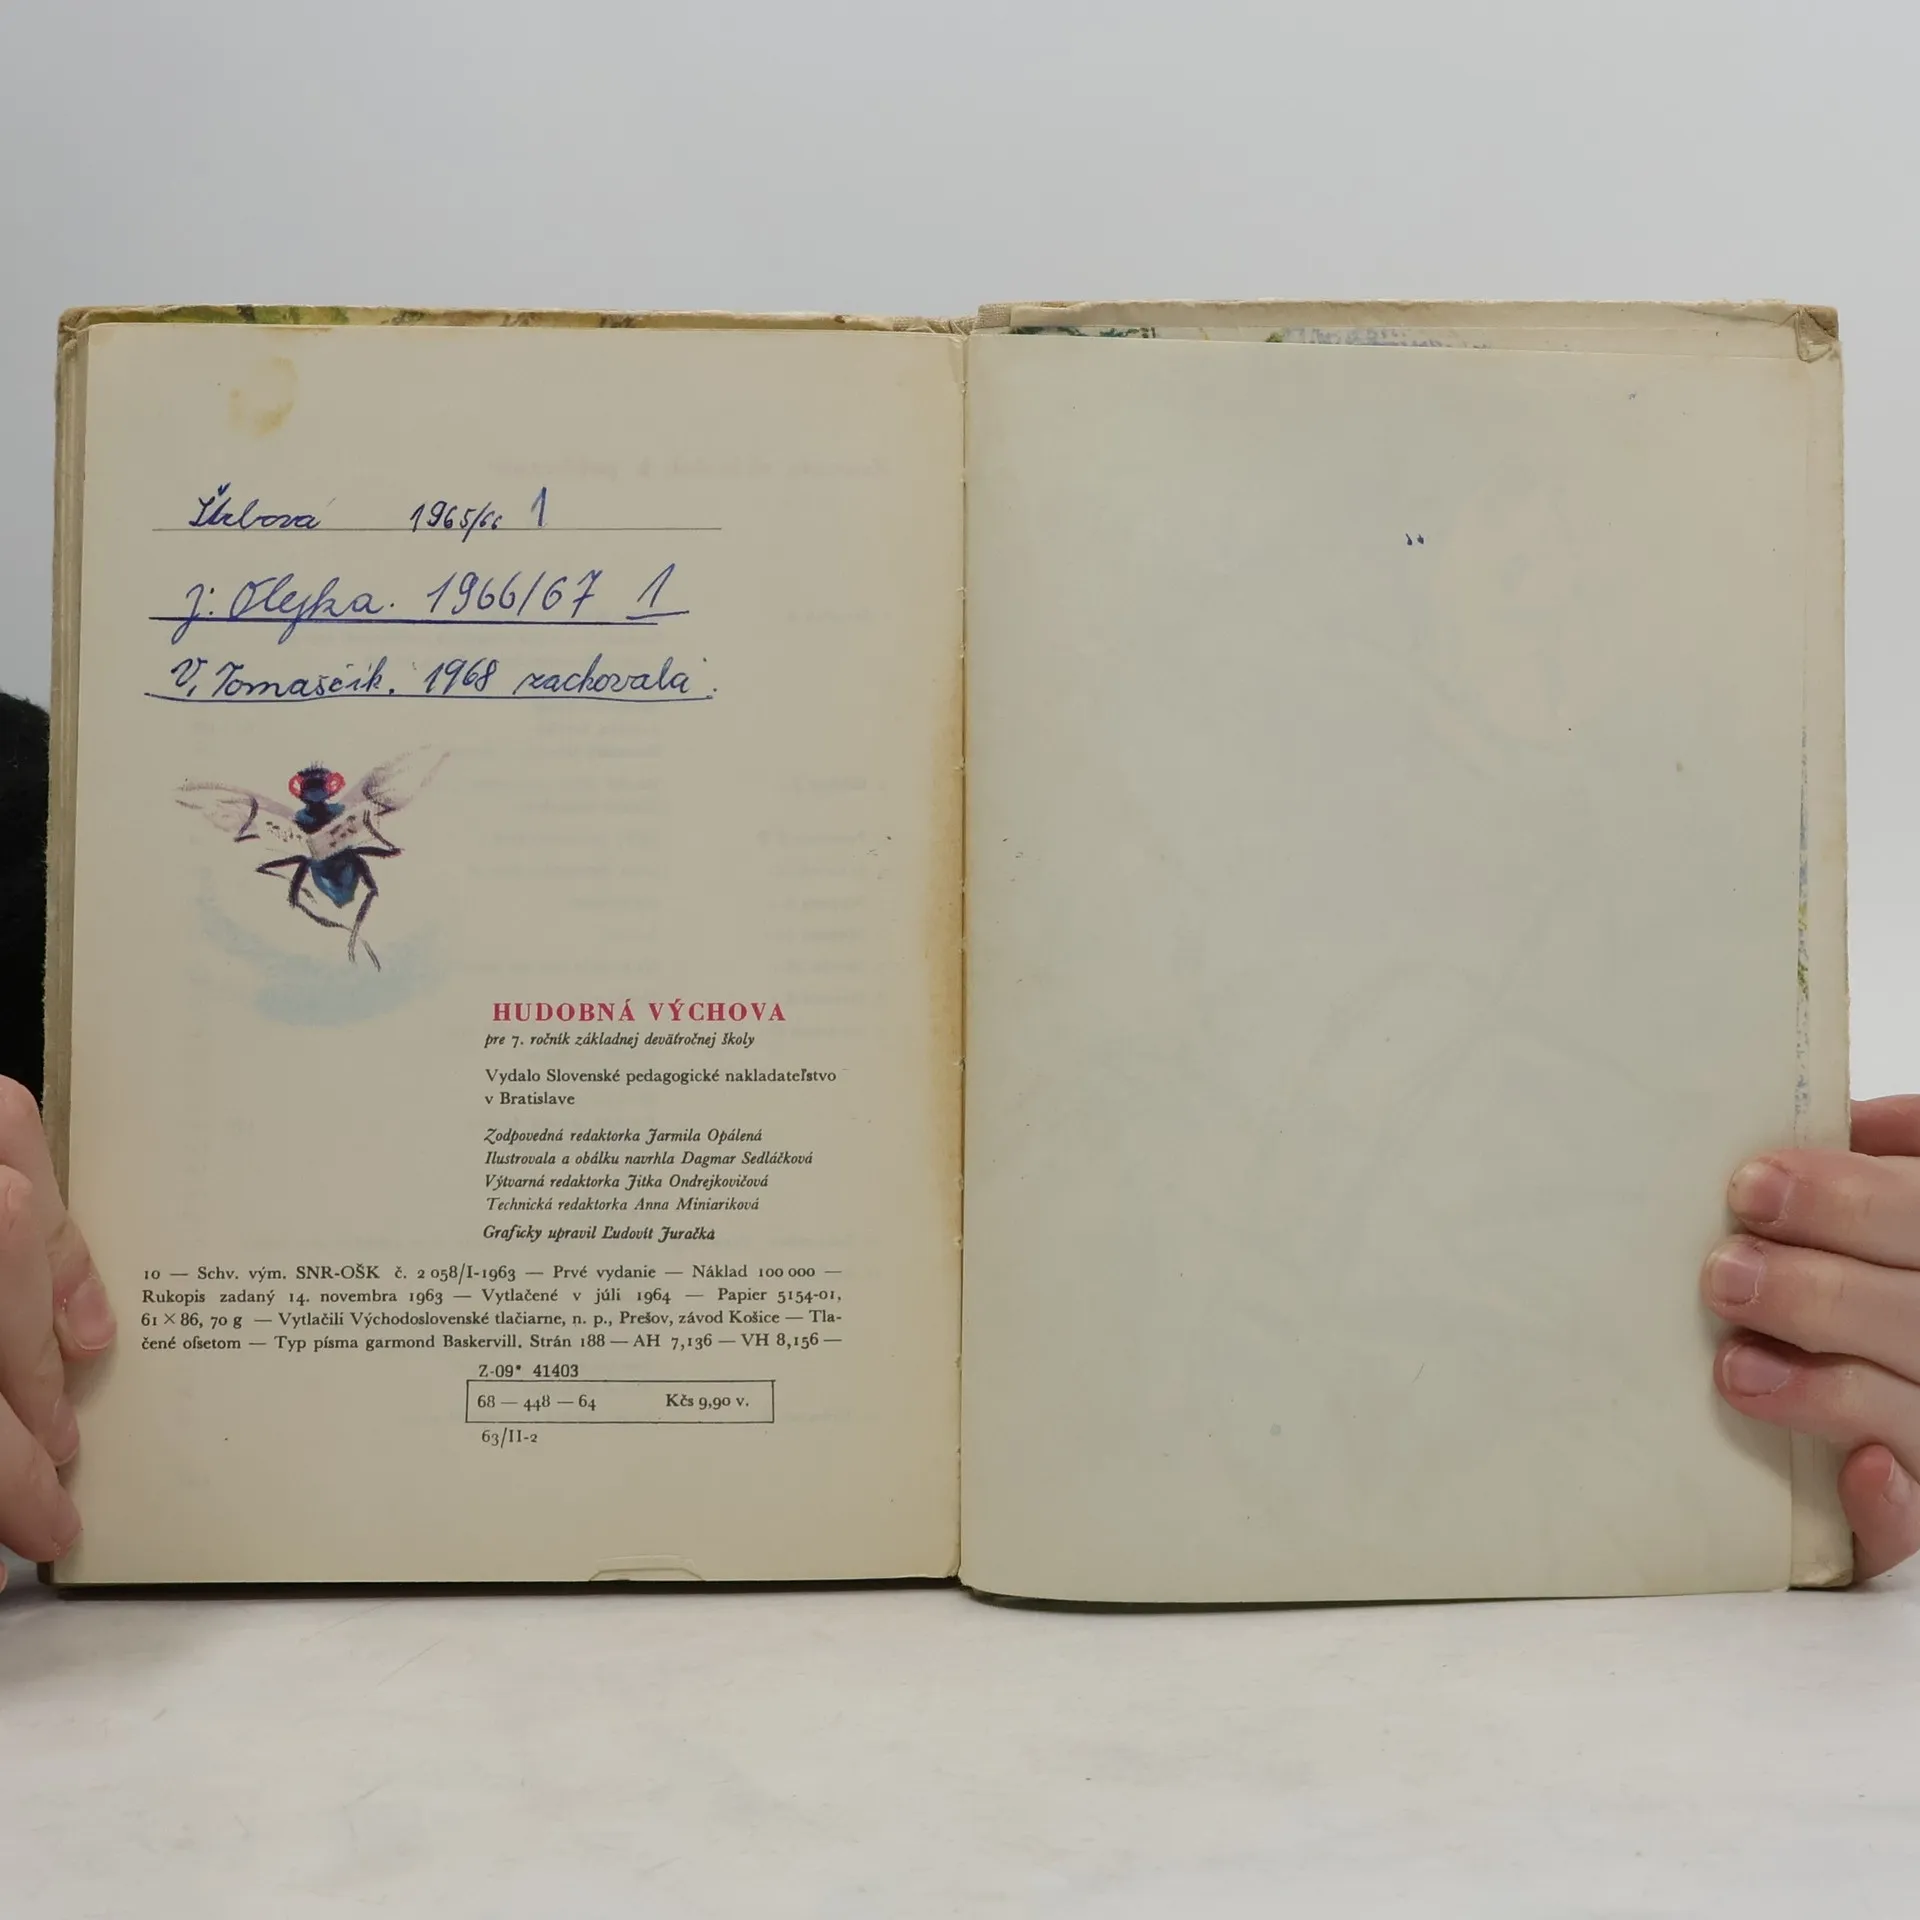 Štrbová 1965/66 1
J. Olejka. 1966/67 1
V. Tomaščik. 1968 zachovalá.
HUDOBNÁ VÝCHOVA
pre 7. ročník základnej deväťročnej školy
Vydalo Slovenské pedagogické nakladateľstvo
v Bratislave
Zodpovedná redaktorka Jarmila Opálená
Ilustrovala a obálku navrhla Dagmar Sedláčková
Výtvarná redaktorka Jitka Ondrejkovičová
Technická redaktorka Anna Miniariková
Graficky upravil Ľudovít Juračka
10 — Schv. vým. SNR-OŠK č. 2 058/I-1963 — Prvé vydanie — Náklad 100 000 —
Rukopis zadaný 14. novembra 1963 — Vytlačené v júli 1964 — Papier 5154-01,
61 × 86, 70 g — Vytlačili Východoslovenské tlačiarne, n. p., Prešov, závod Košice — Tla-
čené ofsetom — Typ písma garmond Baskervill. Strán 188 — AH 7,136 — VH 8,156 —
Z-09* 41403
68 — 448 — 64 Kčs 9,90 v.
63/II-2